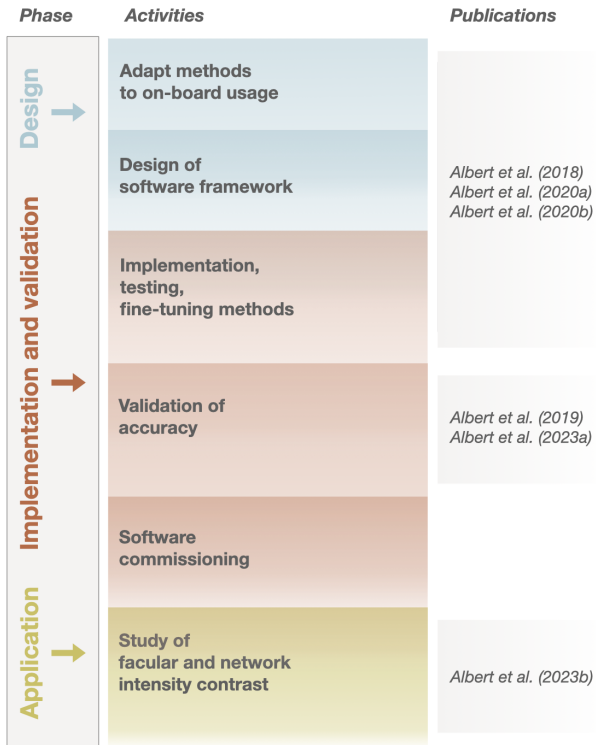 Phase
Activities
Publications
Design
Adapt methods
to on-board usage
Design of
software framework
Albert et al. (2018)
Albert et al. (2020a)
Albert et al. (2020b)
Implementation and validation
Implementation,
testing,
fine-tuning methods
Validation of
accuracy
Albert et al. (2019)
Albert et al. (2023a)
Software
commissioning
Application
Study of
facular and network
intensity contrast
Albert et al. (2023b)